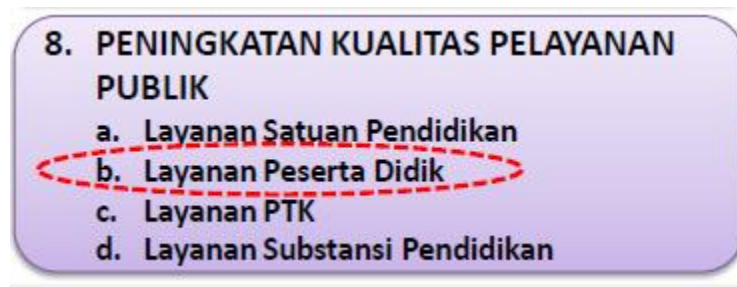 8. PENINGKATAN KUALITAS PELAYANAN
PUBLIK
a. Layanan Satuan Pendidikan
b. Layanan Peserta Didik
c. Layanan PTK
d. Layanan Substansi Pendidikan